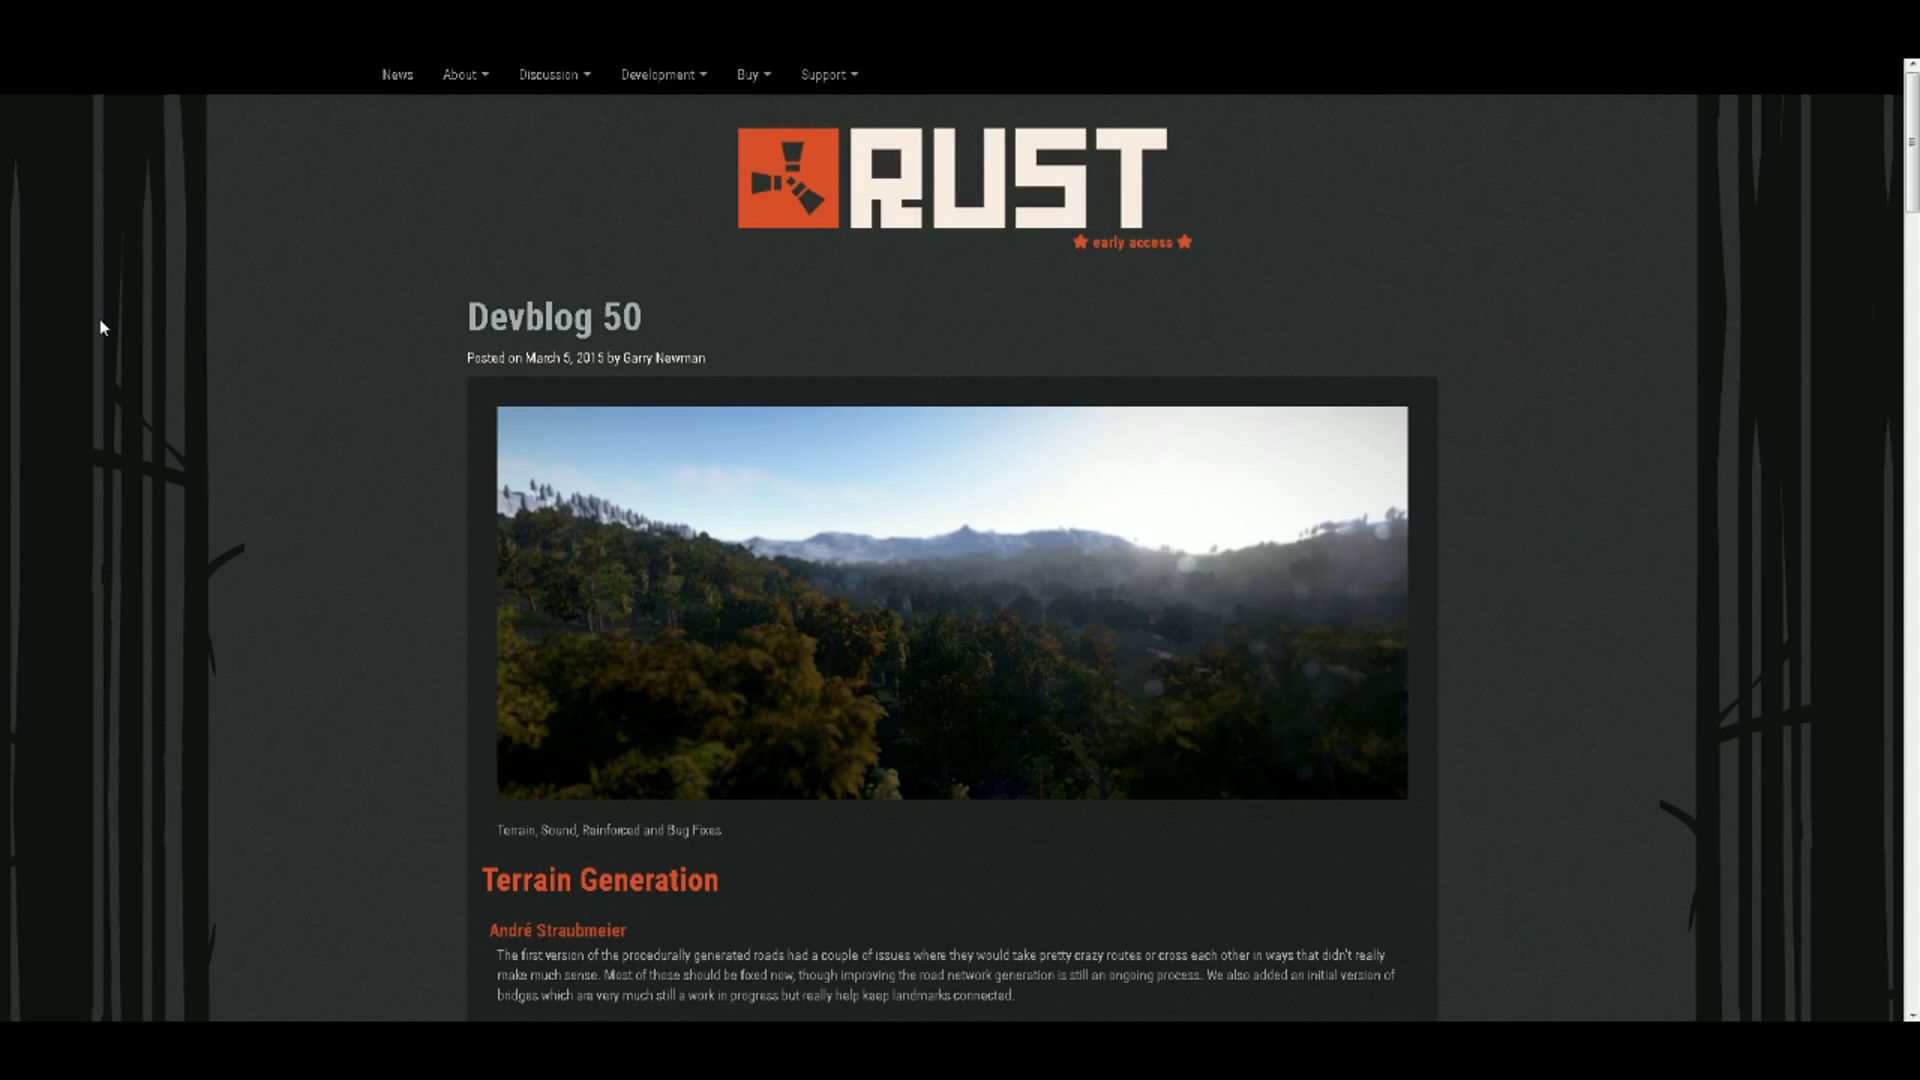 News About Discussion Development Buy Support
RUST
early access
Devblog 50
Posted on March 5, 2015 by Garry Newman
Terrain, Sound, Reinforced and Bug Fixes
Terrain Generation
André Straubmeier
The first version of the procedurally generated roads had a couple of issues where they would take pretty crazy routes or cross each other in ways that didn't really
make much sense. Most of those should be fixed now, though improving the road network generation is still an ongoing process. We also added an initial version of
bridges which are very much still a work in progress but really help keep landmarks connected.